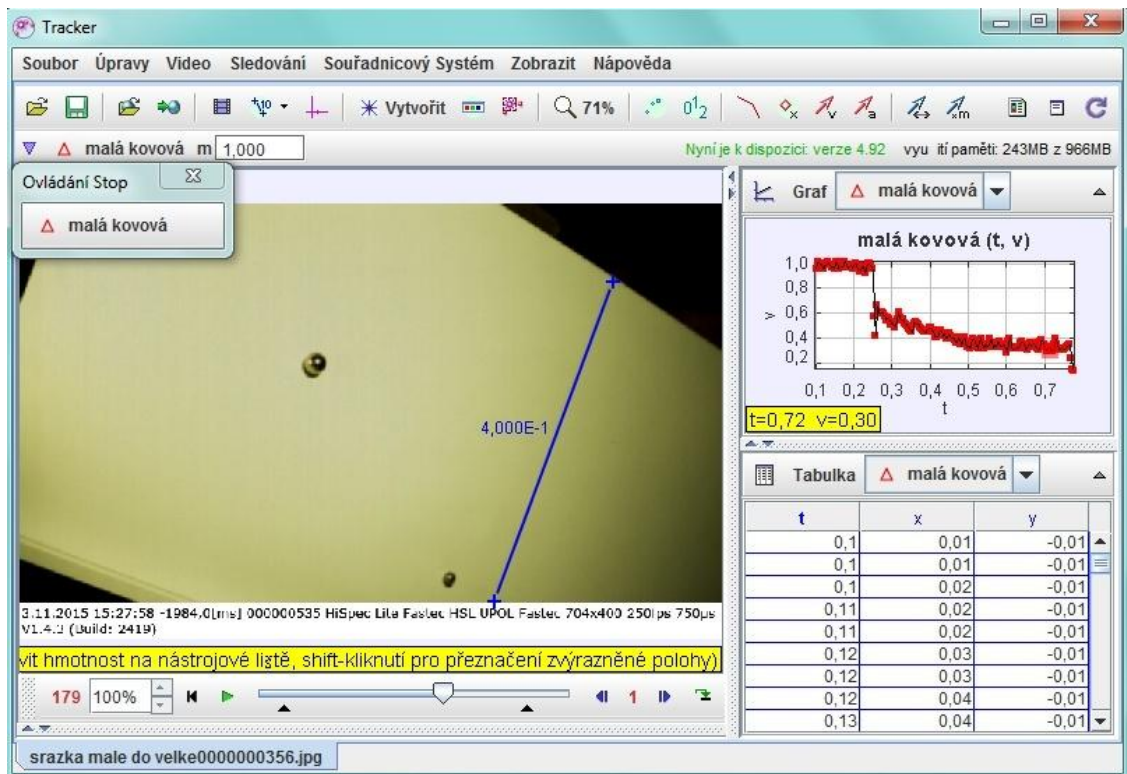 Tracker
Soubor Úpravy Video Sledování Souřadnicový Systém Zobrazit Nápověda
Vytvořit 71%
malá kovová m 1,000 Nyní je k dispozici: verze 4.92 vyu ití paměti: 243MB z 966MB
Ovládání Stop
malá kovová
4,000E-1
3.11.2015 15:27:58 -1984,0[ms] 000000535 HiSpec Lite Fastec HSL UPOL Fastec 704x400 250fps 750µs
V1.4.3 (Build: 2419)
vit hmotnost na nástrojové liště, shift-kliknutí pro přeznačení zvýrazněné polohy)
179 100% 1
srazka male do velke0000000356.jpg
Graf malá kovová
malá kovová (t, v)
1,0
0,8
0,6
0,4
0,2
v
0,1 0,2 0,3 0,4 0,5 0,6 0,7
t
t=0,72 v=0,30
Tabulka malá kovová
t x y
0,1 0,01 -0,01
0,1 0,01 -0,01
0,1 0,02 -0,01
0,11 0,02 -0,01
0,11 0,02 -0,01
0,12 0,03 -0,01
0,12 0,03 -0,01
0,12 0,04 -0,01
0,13 0,04 -0,01